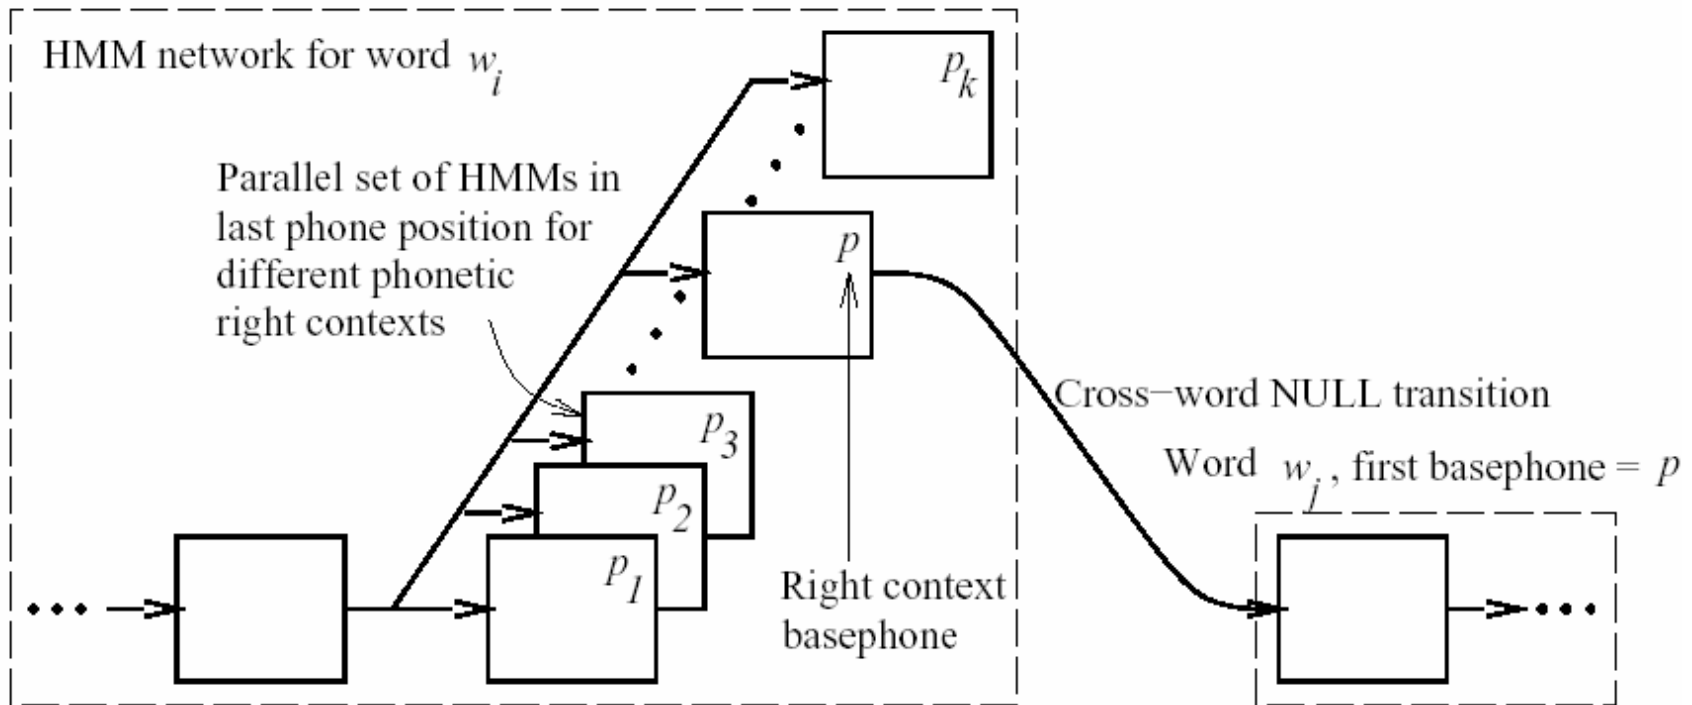 HMM network for word w_i
p_k
Parallel set of HMMs in
last phone position for
different phonetic
right contexts
p
p_3
p_2
p_1
Right context
basephone
Cross−word NULL transition
Word w_j, first basephone = p